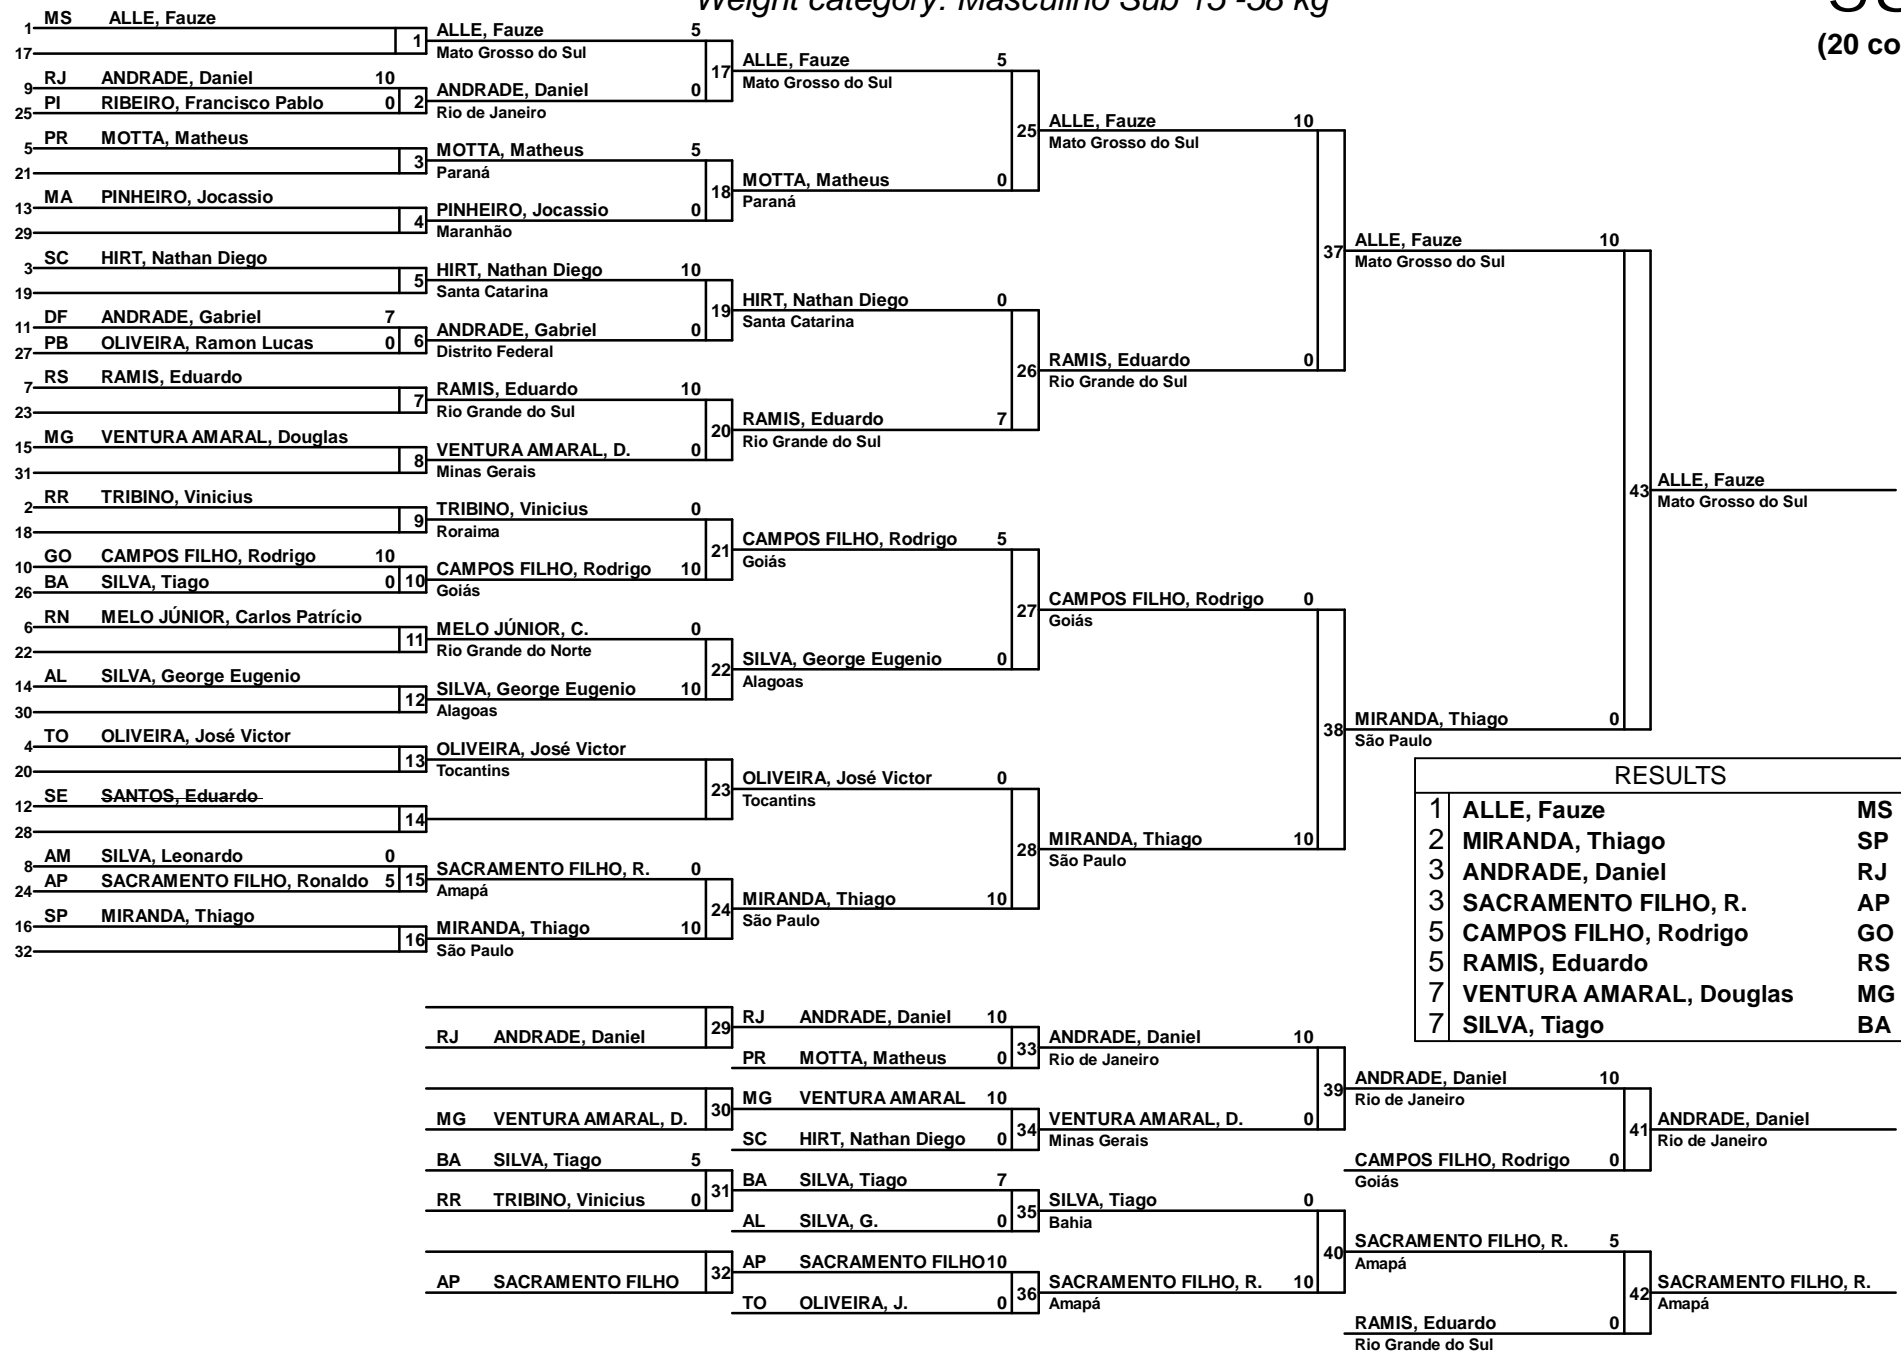 Weight category: Masculino Sub 15 -58 kg
(20 co
1 MS ALLE, Fauze
17
1
ALLE, Fauze 5
Mato Grosso do Sul
9 RJ ANDRADE, Daniel 10
25 PI RIBEIRO, Francisco Pablo 0
2
ANDRADE, Daniel 0
Rio de Janeiro
17
5 PR MOTTA, Matheus
21
3
MOTTA, Matheus 5
Paraná
13 MA PINHEIRO, Jocassio
29
4
PINHEIRO, Jocassio 0
Maranhão
18
3 SC HIRT, Nathan Diego
19
5
HIRT, Nathan Diego 10
Santa Catarina
11 DF ANDRADE, Gabriel 7
27 PB OLIVEIRA, Ramon Lucas 0
6
ANDRADE, Gabriel 0
Distrito Federal
19
7 RS RAMIS, Eduardo
23
7
RAMIS, Eduardo 10
Rio Grande do Sul
15 MG VENTURA AMARAL, Douglas
31
8
VENTURA AMARAL, D. 0
Minas Gerais
20
2 RR TRIBINO, Vinicius
18
9
TRIBINO, Vinicius 0
Roraima
10 GO CAMPOS FILHO, Rodrigo 10
26 BA SILVA, Tiago 0
10
CAMPOS FILHO, Rodrigo 10
Goiás
21
6 RN MELO JÚNIOR, Carlos Patrício
22
11
MELO JÚNIOR, C. 0
Rio Grande do Norte
14 AL SILVA, George Eugenio
30
12
SILVA, George Eugenio 10
Alagoas
22
4 TO OLIVEIRA, José Victor
20
13
OLIVEIRA, José Victor
Tocantins
12 SE SANTOS, Eduardo
28
14
23
8 AM SILVA, Leonardo 0
24 AP SACRAMENTO FILHO, Ronaldo 5
15
SACRAMENTO FILHO, R. 0
Amapá
16 SP MIRANDA, Thiago
32
16
MIRANDA, Thiago 10
São Paulo
24
ALLE, Fauze 5
Mato Grosso do Sul
MOTTA, Matheus 0
Paraná
25
HIRT, Nathan Diego 0
Santa Catarina
RAMIS, Eduardo 7
Rio Grande do Sul
26
CAMPOS FILHO, Rodrigo 5
Goiás
SILVA, George Eugenio 0
Alagoas
27
OLIVEIRA, José Victor 0
Tocantins
MIRANDA, Thiago 10
São Paulo
28
ALLE, Fauze 10
Mato Grosso do Sul
RAMIS, Eduardo 0
Rio Grande do Sul
37
CAMPOS FILHO, Rodrigo 0
Goiás
MIRANDA, Thiago 10
São Paulo
38
ALLE, Fauze 10
Mato Grosso do Sul
MIRANDA, Thiago 0
São Paulo
43
ALLE, Fauze
Mato Grosso do Sul
RESULTS
1 ALLE, Fauze MS
2 MIRANDA, Thiago SP
3 ANDRADE, Daniel RJ
3 SACRAMENTO FILHO, R. AP
5 CAMPOS FILHO, Rodrigo GO
5 RAMIS, Eduardo RS
7 VENTURA AMARAL, Douglas MG
7 SILVA, Tiago BA
RJ ANDRADE, Daniel
29
MG VENTURA AMARAL, D.
30
BA SILVA, Tiago 5
RR TRIBINO, Vinicius 0
31
AP SACRAMENTO FILHO
32
RJ ANDRADE, Daniel 10
PR MOTTA, Matheus 0
33
MG VENTURA AMARAL 10
SC HIRT, Nathan Diego 0
34
BA SILVA, Tiago 7
AL SILVA, G. 0
35
AP SACRAMENTO FILHO 10
TO OLIVEIRA, J. 0
36
ANDRADE, Daniel 10
Rio de Janeiro
VENTURA AMARAL, D. 0
Minas Gerais
39
SILVA, Tiago 0
Bahia
SACRAMENTO FILHO, R. 10
Amapá
40
ANDRADE, Daniel 10
Rio de Janeiro
CAMPOS FILHO, Rodrigo 0
Goiás
41
SACRAMENTO FILHO, R. 5
Amapá
RAMIS, Eduardo 0
Rio Grande do Sul
42
ANDRADE, Daniel
Rio de Janeiro
SACRAMENTO FILHO, R.
Amapá